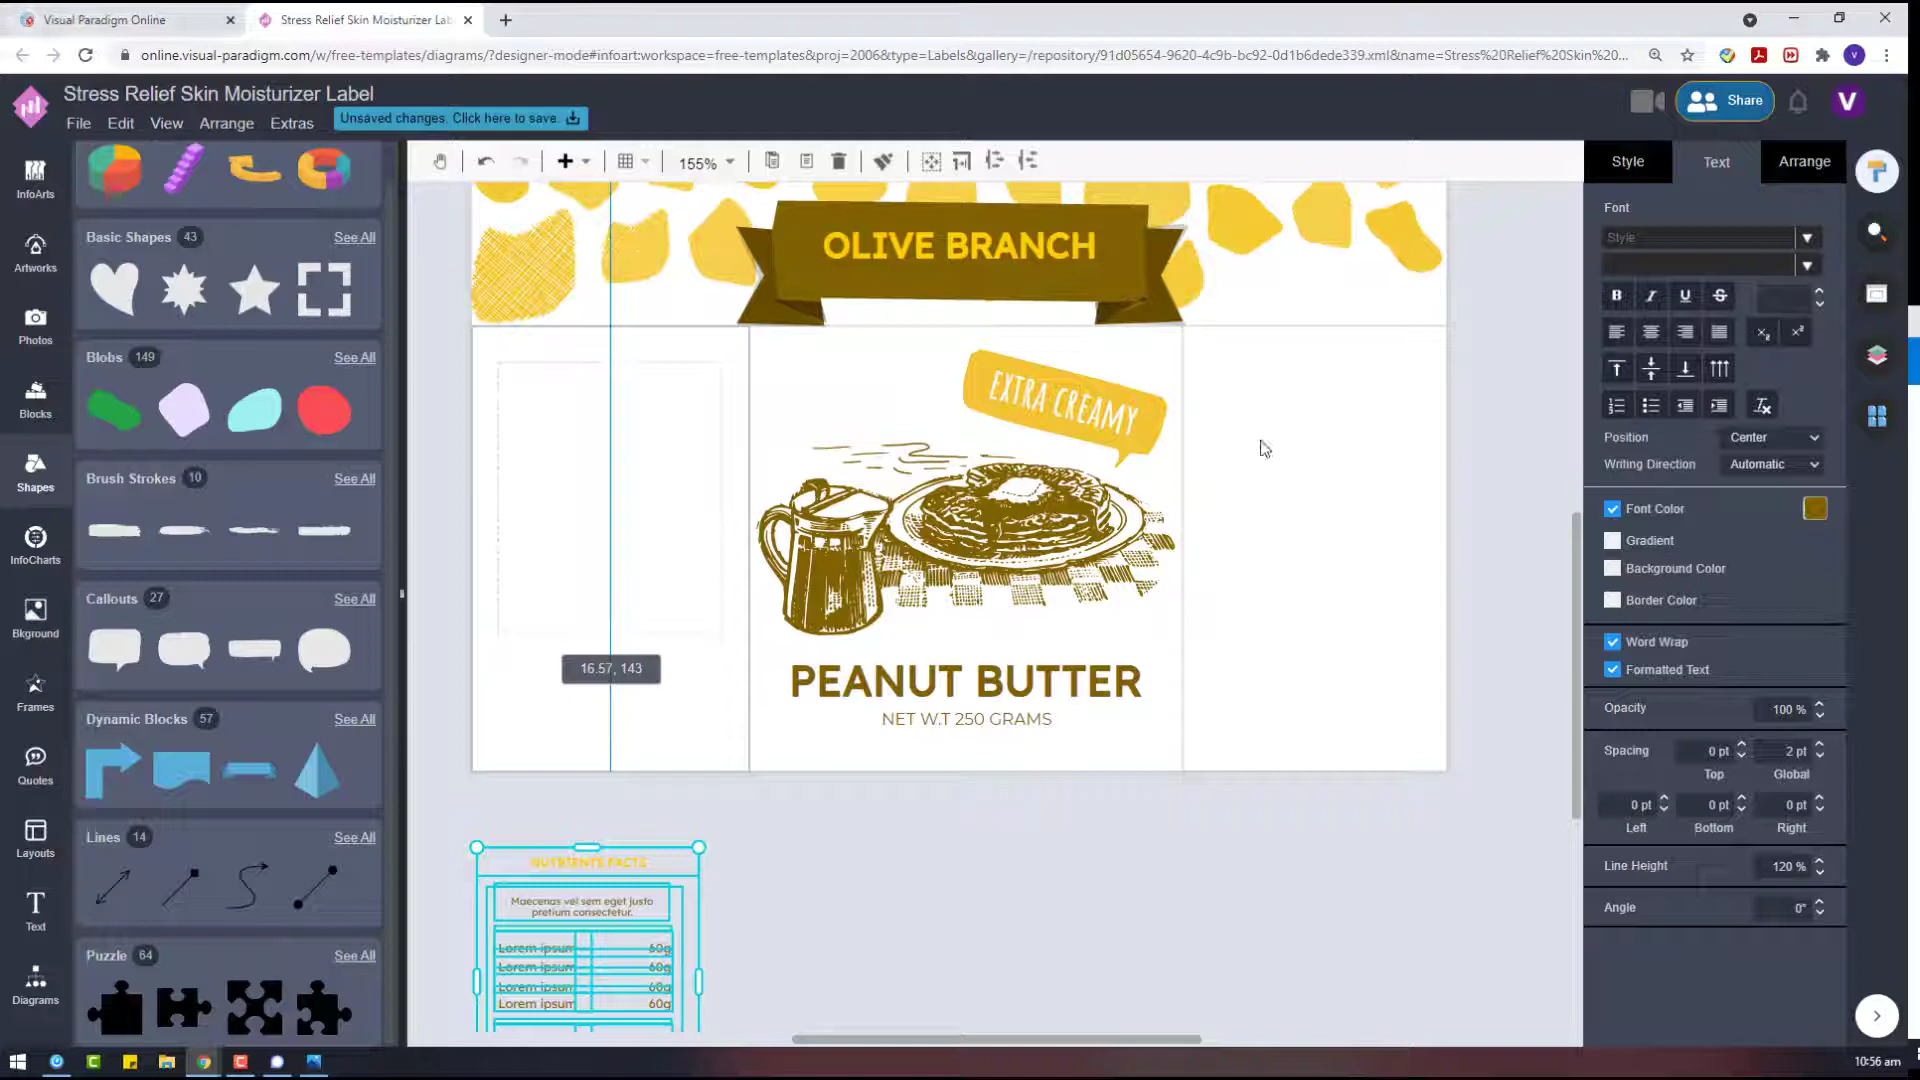 Visual Paradigm Online
Stress Relief Skin Moisturizer Lab
online.visual-paradigm.com/w/free-templates/diagrams/?designer-mode#infoart:workspace=free-templates&proj=2006&type=Labels&gallery=/repository/91d05654-9620-4c9b-bc92-0d1b6dede339.xml&name=Stress%20Relief%20Skin%20...
V
Stress Relief Skin Moisturizer Label
File Edit View Arrange Extras
Unsaved changes. Click here to save.
Share
V
155%
Style Text Arrange
InfoArts
Artworks
Photos
Blocks
Shapes
InfoCharts
Bkground
Frames
Quotes
Layouts
T
Text
Diagrams
Basic Shapes 43 See All
Blobs 149 See All
Brush Strokes 10 See All
Callouts 27 See All
Dynamic Blocks 57 See All
Lines 14 See All
Puzzle 64 See All
OLIVE BRANCH
EXTRA CREAMY
16.57, 143
PEANUT BUTTER
NET W.T 250 GRAMS
NUTRIENTS FACTS
Maecenas vel sem eget justo
pretium consectetur.
Lorem ipsum 60g
Lorem ipsum 60g
Lorem ipsum 60g
Lorem ipsum 60g
Font
Style
B I U S
Position Center
Writing Direction Automatic
Font Color
Gradient
Background Color
Border Color
Word Wrap
Formatted Text
Opacity 100 %
Spacing 0 pt 2 pt
Top Global
0 pt 0 pt 0 pt
Left Bottom Right
Line Height 120 %
Angle 0°
10:56 am